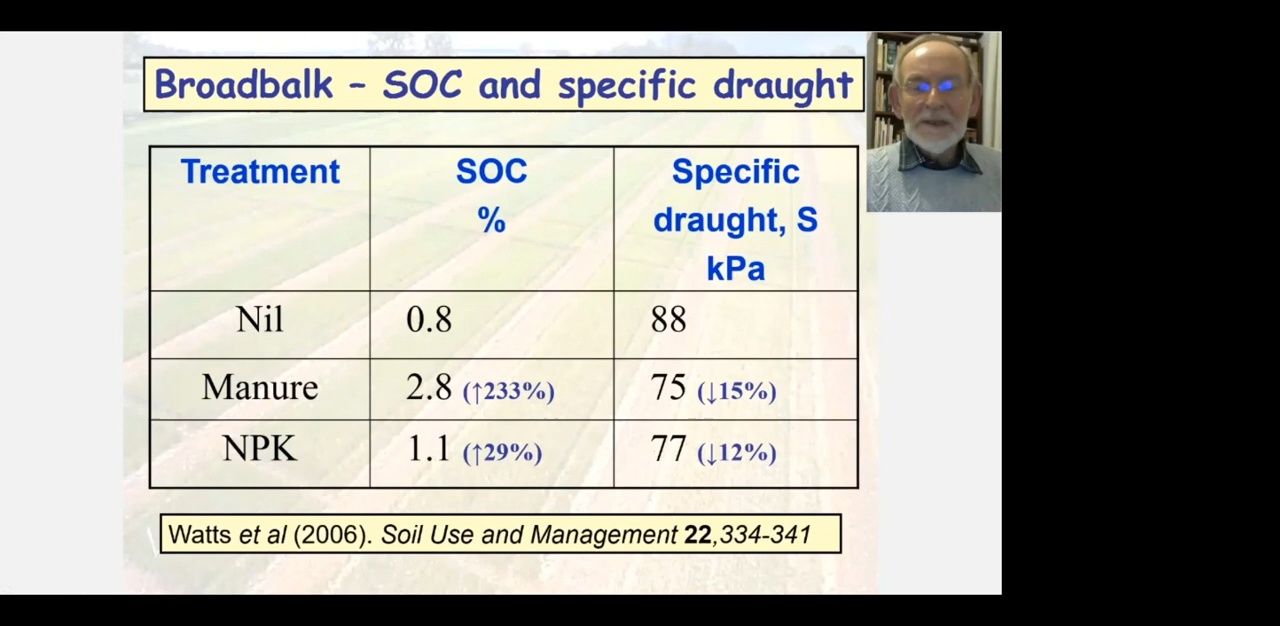 Broadbalk – SOC and specific draught
Treatment SOC Specific
% draught, S
kPa
Nil 0.8 88
Manure 2.8 (↑233%) 75 (↓15%)
NPK 1.1 (↑29%) 77 (↓12%)
Watts et al (2006). Soil Use and Management 22,334-341